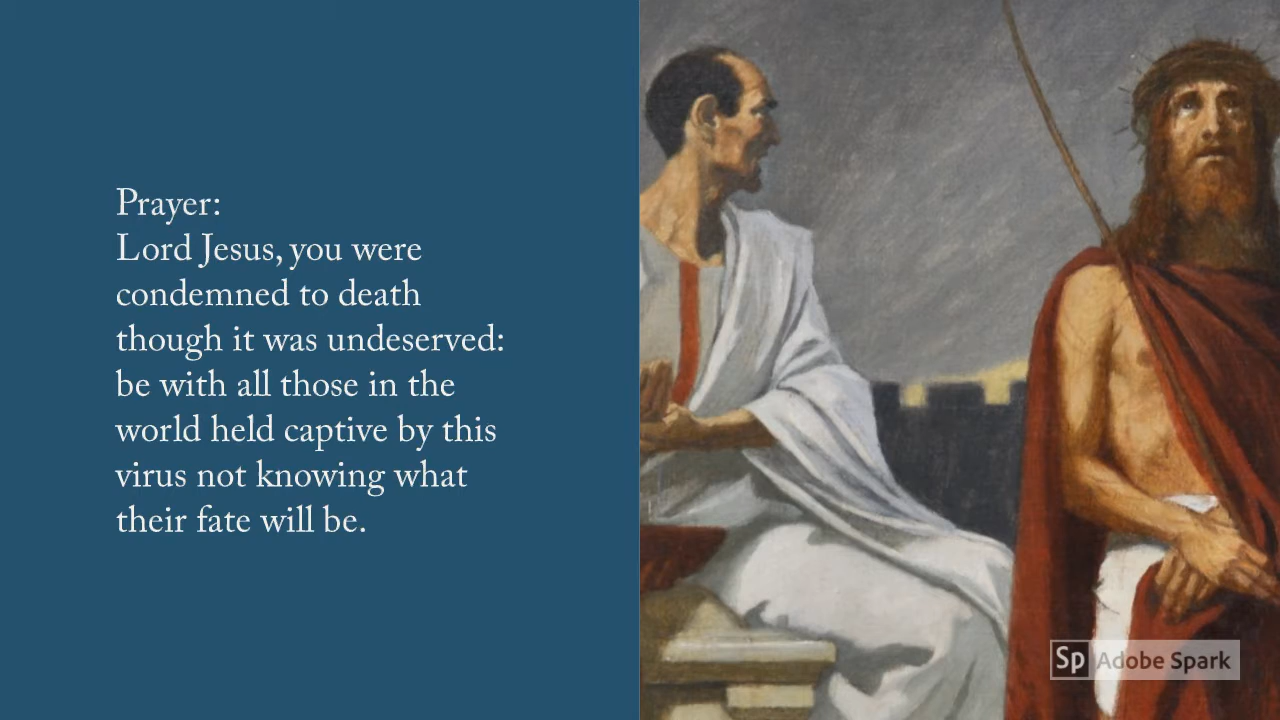 Prayer:
Lord Jesus, you were
condemned to death
though it was undeserved:
be with all those in the
world held captive by this
virus not knowing what
their fate will be.
Sp Adobe Spark